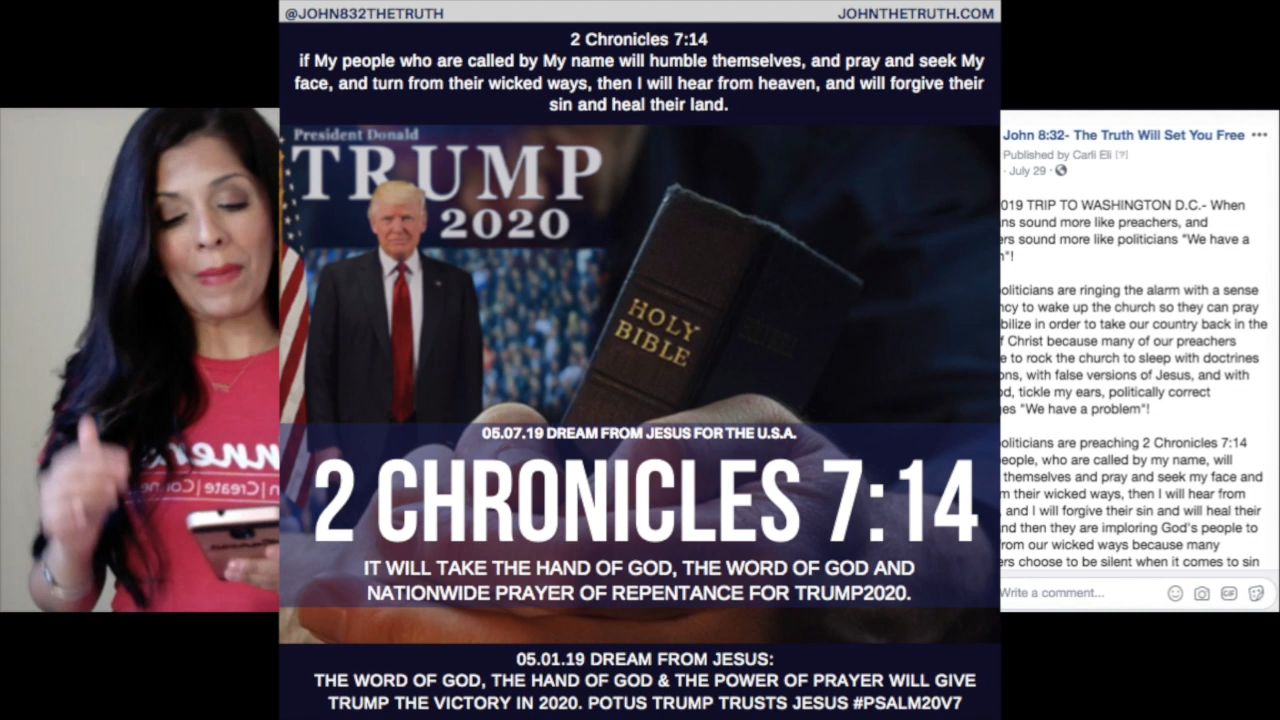 @JOHN832THETRUTH
JOHNTHETRUTH.COM
2 Chronicles 7:14
if My people who are called by My name will humble themselves, and pray and seek My
face, and turn from their wicked ways, then I will hear from heaven, and will forgive their
sin and heal their land.
President Donald
TRUMP
2020
HOLY
BIBLE
05.07.19 DREAM FROM JESUS FOR THE U.S.A.
2 CHRONICLES 7:14
IT WILL TAKE THE HAND OF GOD, THE WORD OF GOD AND
NATIONWIDE PRAYER OF REPENTANCE FOR TRUMP2020.
05.01.19 DREAM FROM JESUS:
THE WORD OF GOD, THE HAND OF GOD & THE POWER OF PRAYER WILL GIVE
TRUMP THE VICTORY IN 2020. POTUS TRUMP TRUSTS JESUS #PSALM20V7
John 8:32- The Truth Will Set You Free
Published by Carli Eli [?]
· July 29 ·
019 TRIP TO WASHINGTON D.C.- When
sound more like preachers, and
sound more like politicians "We have a
are ringing the alarm with a sense
to wake up the church so they can pray
in order to take our country back in the
Christ because many of our preachers
to rock the church to sleep with doctrines
with false versions of Jesus, and with
tickle my ears, politically correct
"We have a problem"!
are preaching 2 Chronicles 7:14
who are called by my name, will
themselves and pray and seek my face and
their wicked ways, then I will hear from
and I will forgive their sin and will heal their
then they are imploring God's people to
our wicked ways because many
choose to be silent when it comes to sin
Write a comment...
GIF